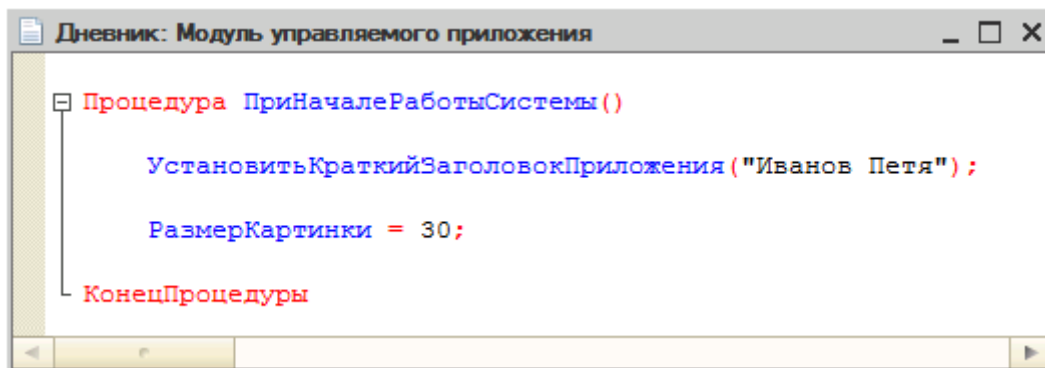 Дневник: Модуль управляемого приложения
Процедура ПриНачалеРаботыСистемы()
УстановитьКраткийЗаголовокПриложения("Иванов Петя");
РазмерКартинки = 30;
КонецПроцедуры